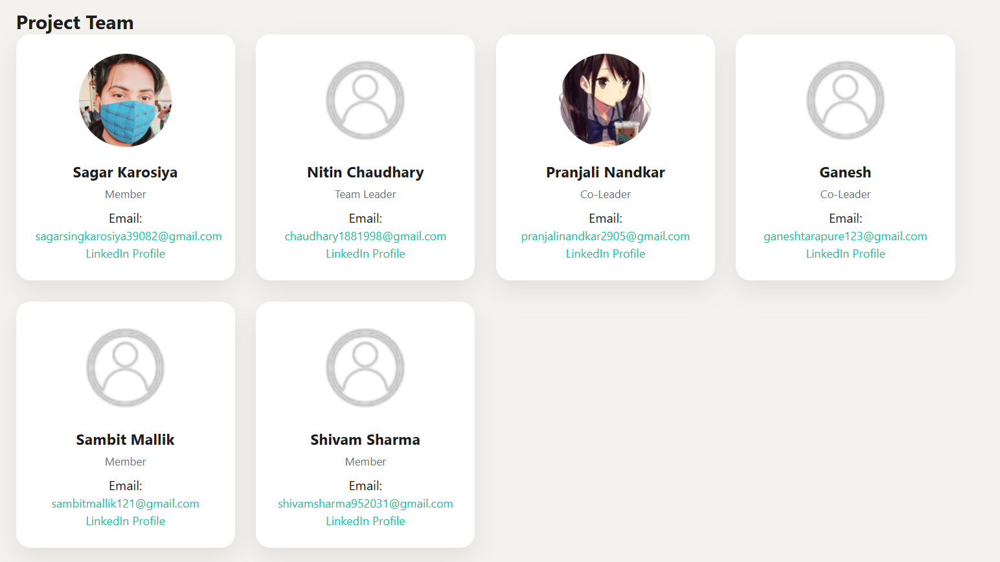 Project Team
Sagar Karosiya
Member
Email:
sagarsingkarosiya39082@gmail.com
LinkedIn Profile
Nitin Chaudhary
Team Leader
Email:
chaudhary1881998@gmail.com
LinkedIn Profile
Pranjali Nandkar
Co-Leader
Email:
pranjalinandkar2905@gmail.com
LinkedIn Profile
Ganesh
Co-Leader
Email:
ganeshtarapure123@gmail.com
LinkedIn Profile
Sambit Mallik
Member
Email:
sambitmallik121@gmail.com
LinkedIn Profile
Shivam Sharma
Member
Email:
shivamsharma952031@gmail.com
LinkedIn Profile